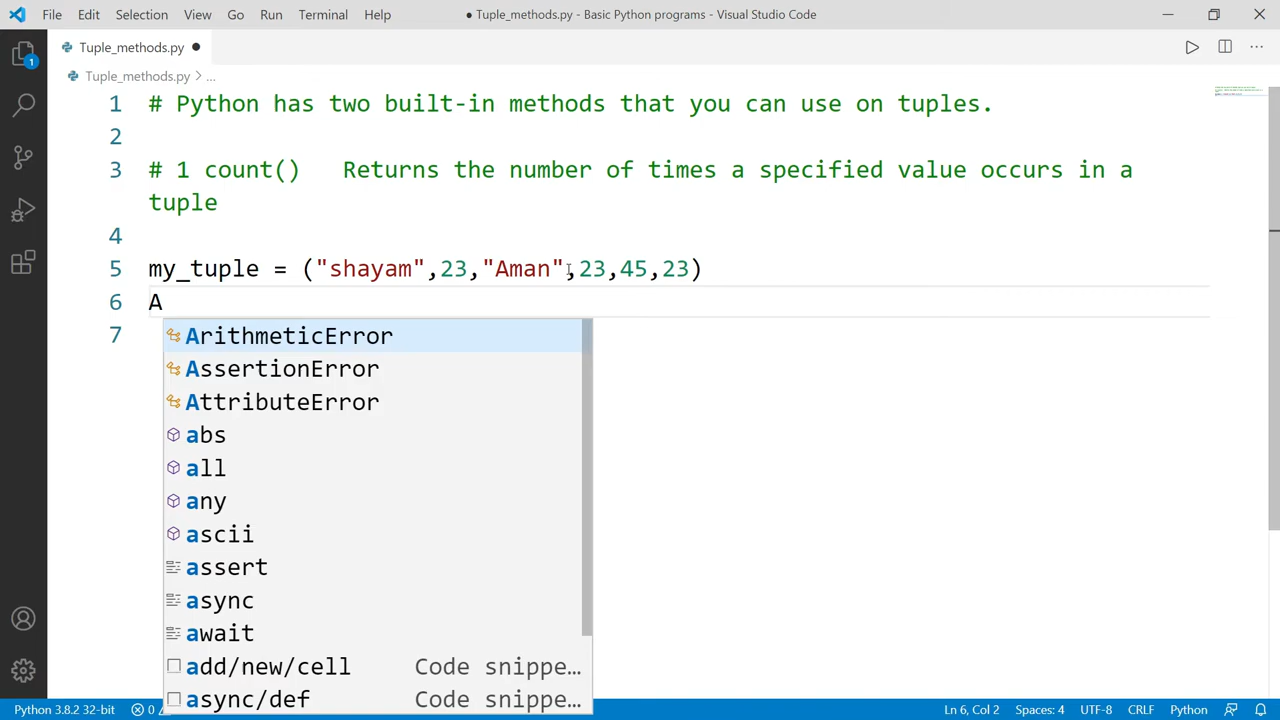 File Edit Selection View Go Run Terminal Help ● Tuple_methods.py - Basic Python programs - Visual Studio Code
Tuple_methods.py ●
Tuple_methods.py > ...
1 # Python has two built-in methods that you can use on tuples.
2
3 # 1 count()   Returns the number of times a specified value occurs in a
tuple
4
5 my_tuple = ("shayam",23,"Aman",23,45,23)
6 A
7
ArithmeticError
AssertionError
AttributeError
abs
all
any
ascii
assert
async
await
add/new/cell Code snippe…
async/def Code snippe…
1
Python 3.8.2 32-bit 0 Ln 6, Col 2 Spaces: 4 UTF-8 CRLF Python